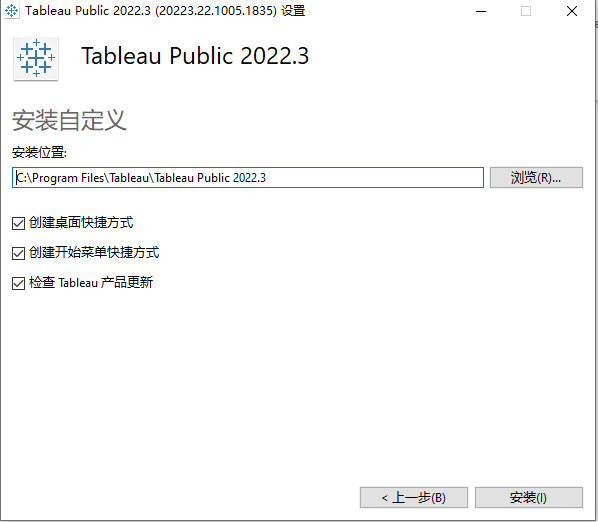 Tableau Public 2022.3 (20223.22.1005.1835) 设置
Tableau Public 2022.3
安装自定义
安装位置:
C:\Program Files\Tableau\Tableau Public 2022.3
浏览(R)...
创建桌面快捷方式
创建开始菜单快捷方式
检查 Tableau 产品更新
< 上一步(B)
安装(I)